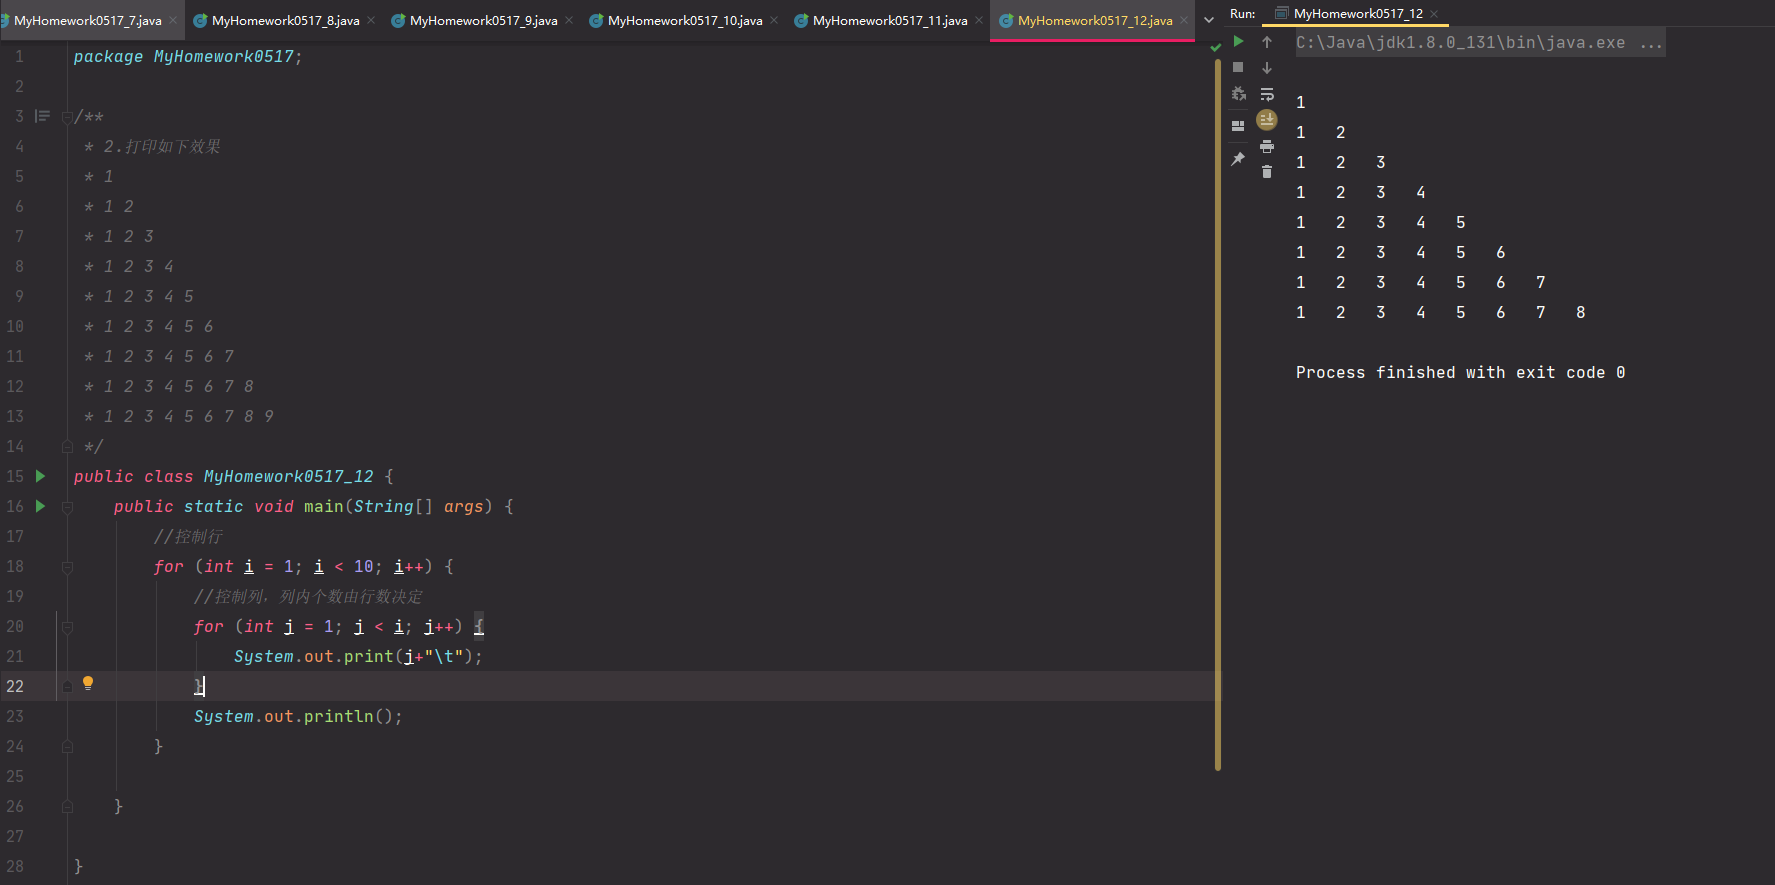 MyHomework0517_7.java MyHomework0517_8.java MyHomework0517_9.java MyHomework0517_10.java MyHomework0517_11.java MyHomework0517_12.java
1 package MyHomework0517;
2
3 /**
4 * 2.打印如下效果
5 * 1
6 * 1 2
7 * 1 2 3
8 * 1 2 3 4
9 * 1 2 3 4 5
10 * 1 2 3 4 5 6
11 * 1 2 3 4 5 6 7
12 * 1 2 3 4 5 6 7 8
13 * 1 2 3 4 5 6 7 8 9
14 */
15 public class MyHomework0517_12 {
16 public static void main(String[] args) {
17 //控制行
18 for (int i = 1; i < 10; i++) {
19 //控制列，列内个数由行数决定
20 for (int j = 1; j < i; j++) {
21 System.out.print(j+"\t");
22 }
23 System.out.println();
24 }
25
26 }
27
28 }
Run: MyHomework0517_12
C:\Java\jdk1.8.0_131\bin\java.exe ...
1
1 2
1 2 3
1 2 3 4
1 2 3 4 5
1 2 3 4 5 6
1 2 3 4 5 6 7
1 2 3 4 5 6 7 8
Process finished with exit code 0